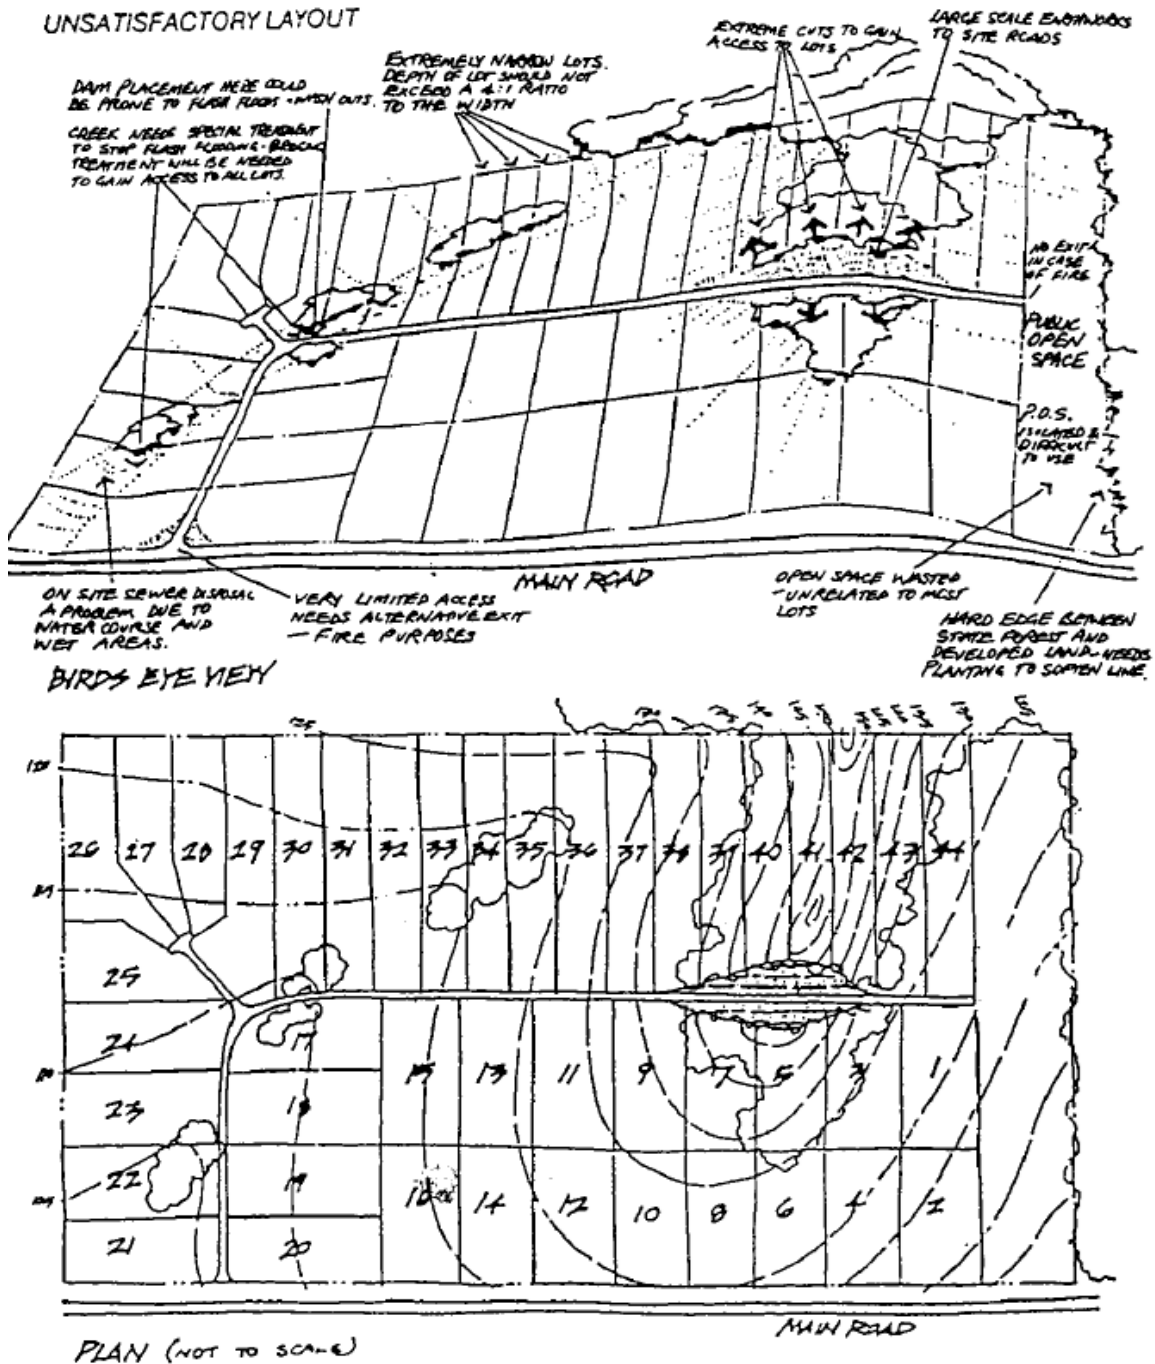 UNSATISFACTORY LAYOUT
DAM PLACEMENT HERE COULD
BE PRONE TO FLASH FLOODS - WASH OUTS.
CREEK NEEDS SPECIAL TREATMENT
TO STOP FLASH FLOODING - BRIDGING
TREATMENT WILL BE NEEDED
TO GAIN ACCESS TO ALL LOTS.
EXTREMELY NARROW LOTS.
DEPTH OF LOT SHOULD NOT
EXCEED A 4:1 RATIO
TO THE WIDTH
EXTREME CUTS TO GAIN
ACCESS TO LOTS
LARGE SCALE EARTHWORKS
TO SITE ROADS
NO EXIT
IN CASE
OF FIRE
PUBLIC
OPEN
SPACE
P.O.S.
ISOLATED &
DIFFICULT
TO USE
MAIN ROAD
ON SITE SEWER DISPOSAL
A PROBLEM DUE TO
WATER COURSE AND
WET AREAS.
VERY LIMITED ACCESS
NEEDS ALTERNATIVE EXIT
- FIRE PURPOSES
OPEN SPACE WASTED
- UNRELATED TO MOST
LOTS
HARD EDGE BETWEEN
STATE FOREST AND
DEVELOPED LAND - NEEDS
PLANTING TO SOFTEN LINE.
BIRDS EYE VIEW
26 27 28 29 30 31 32 33 34 35 36 37 38 39 40 41 42 43 44
25
24 17 15 13 11 9 7 5 3 1
23 18
22 19 16 14 12 10 8 6 4 2
21 20
MAIN ROAD
PLAN (NOT TO SCALE)